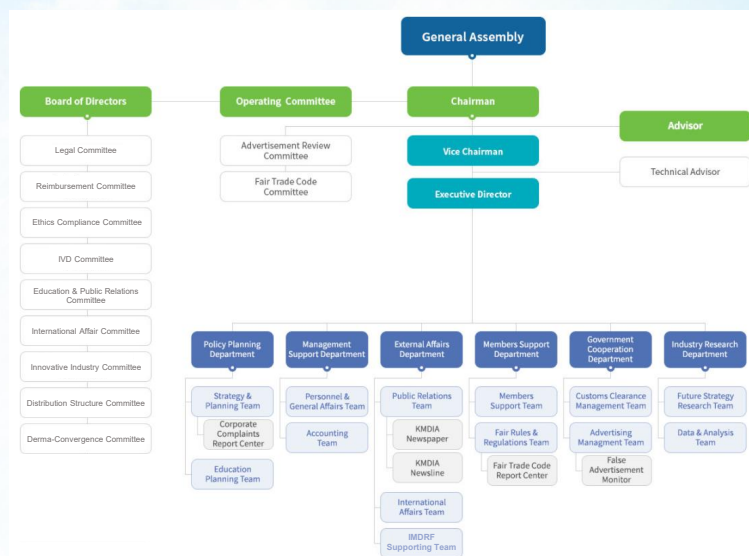 General Assembly
Board of Directors
Operating Committee
Chairman
Advisor
Legal Committee
Reimbursement Committee
Ethics Compliance Committee
IVD Committee
Education & Public Relations
Committee
International Affair Committee
Innovative Industry Committee
Distribution Structure Committee
Derma-Convergence Committee
Advertisement Review
Committee
Fair Trade Code
Committee
Vice Chairman
Executive Director
Technical Advisor
Policy Planning
Department
Strategy &
Planning Team
Corporate
Complaints
Report Center
Education
Planning Team
Management
Support Department
Personnel &
General Affairs Team
Accounting
Team
External Affairs
Department
Public Relations
Team
KMDIA
Newspaper
KMDIA
Newsline
International
Affairs Team
IMDRF
Supporting Team
Members Support
Department
Members
Support Team
Fair Rules &
Regulations Team
Fair Trade Code
Report Center
Government
Cooperation
Department
Customs Clearance
Management Team
Advertising
Managment Team
False
Advertisement
Monitor
Industry Research
Department
Future Strategy
Research Team
Data & Analysis
Team